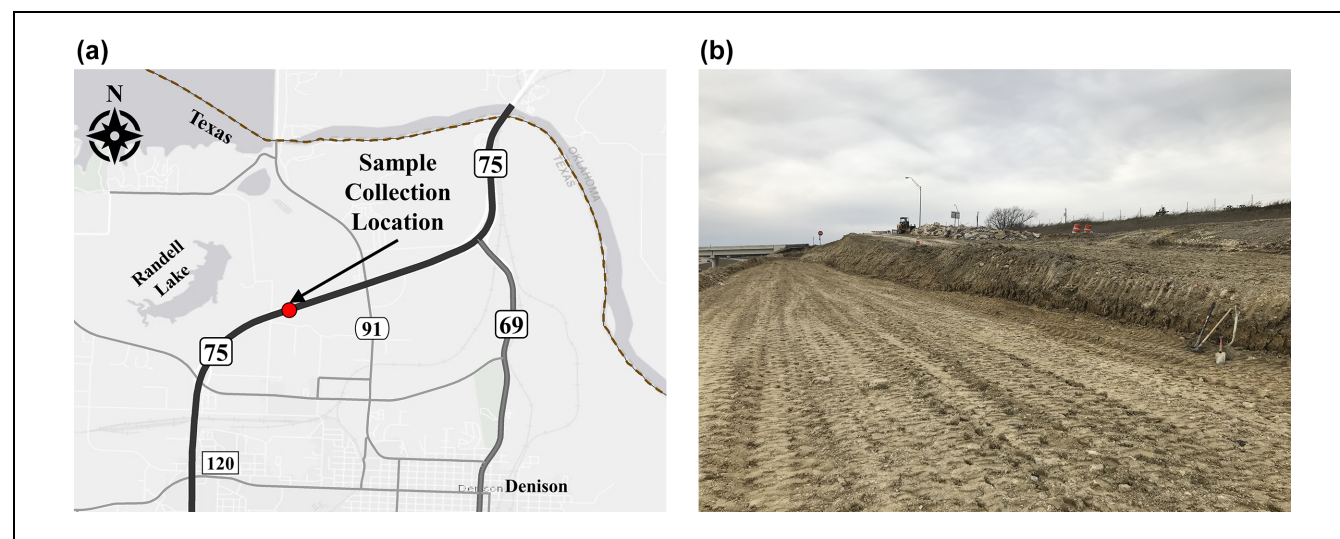 (a)
(b)
N
Texas
Sample
Collection
Location
75
OKLAHOMA
TEXAS
Randell
Lake
91
69
75
120
Denison Denison